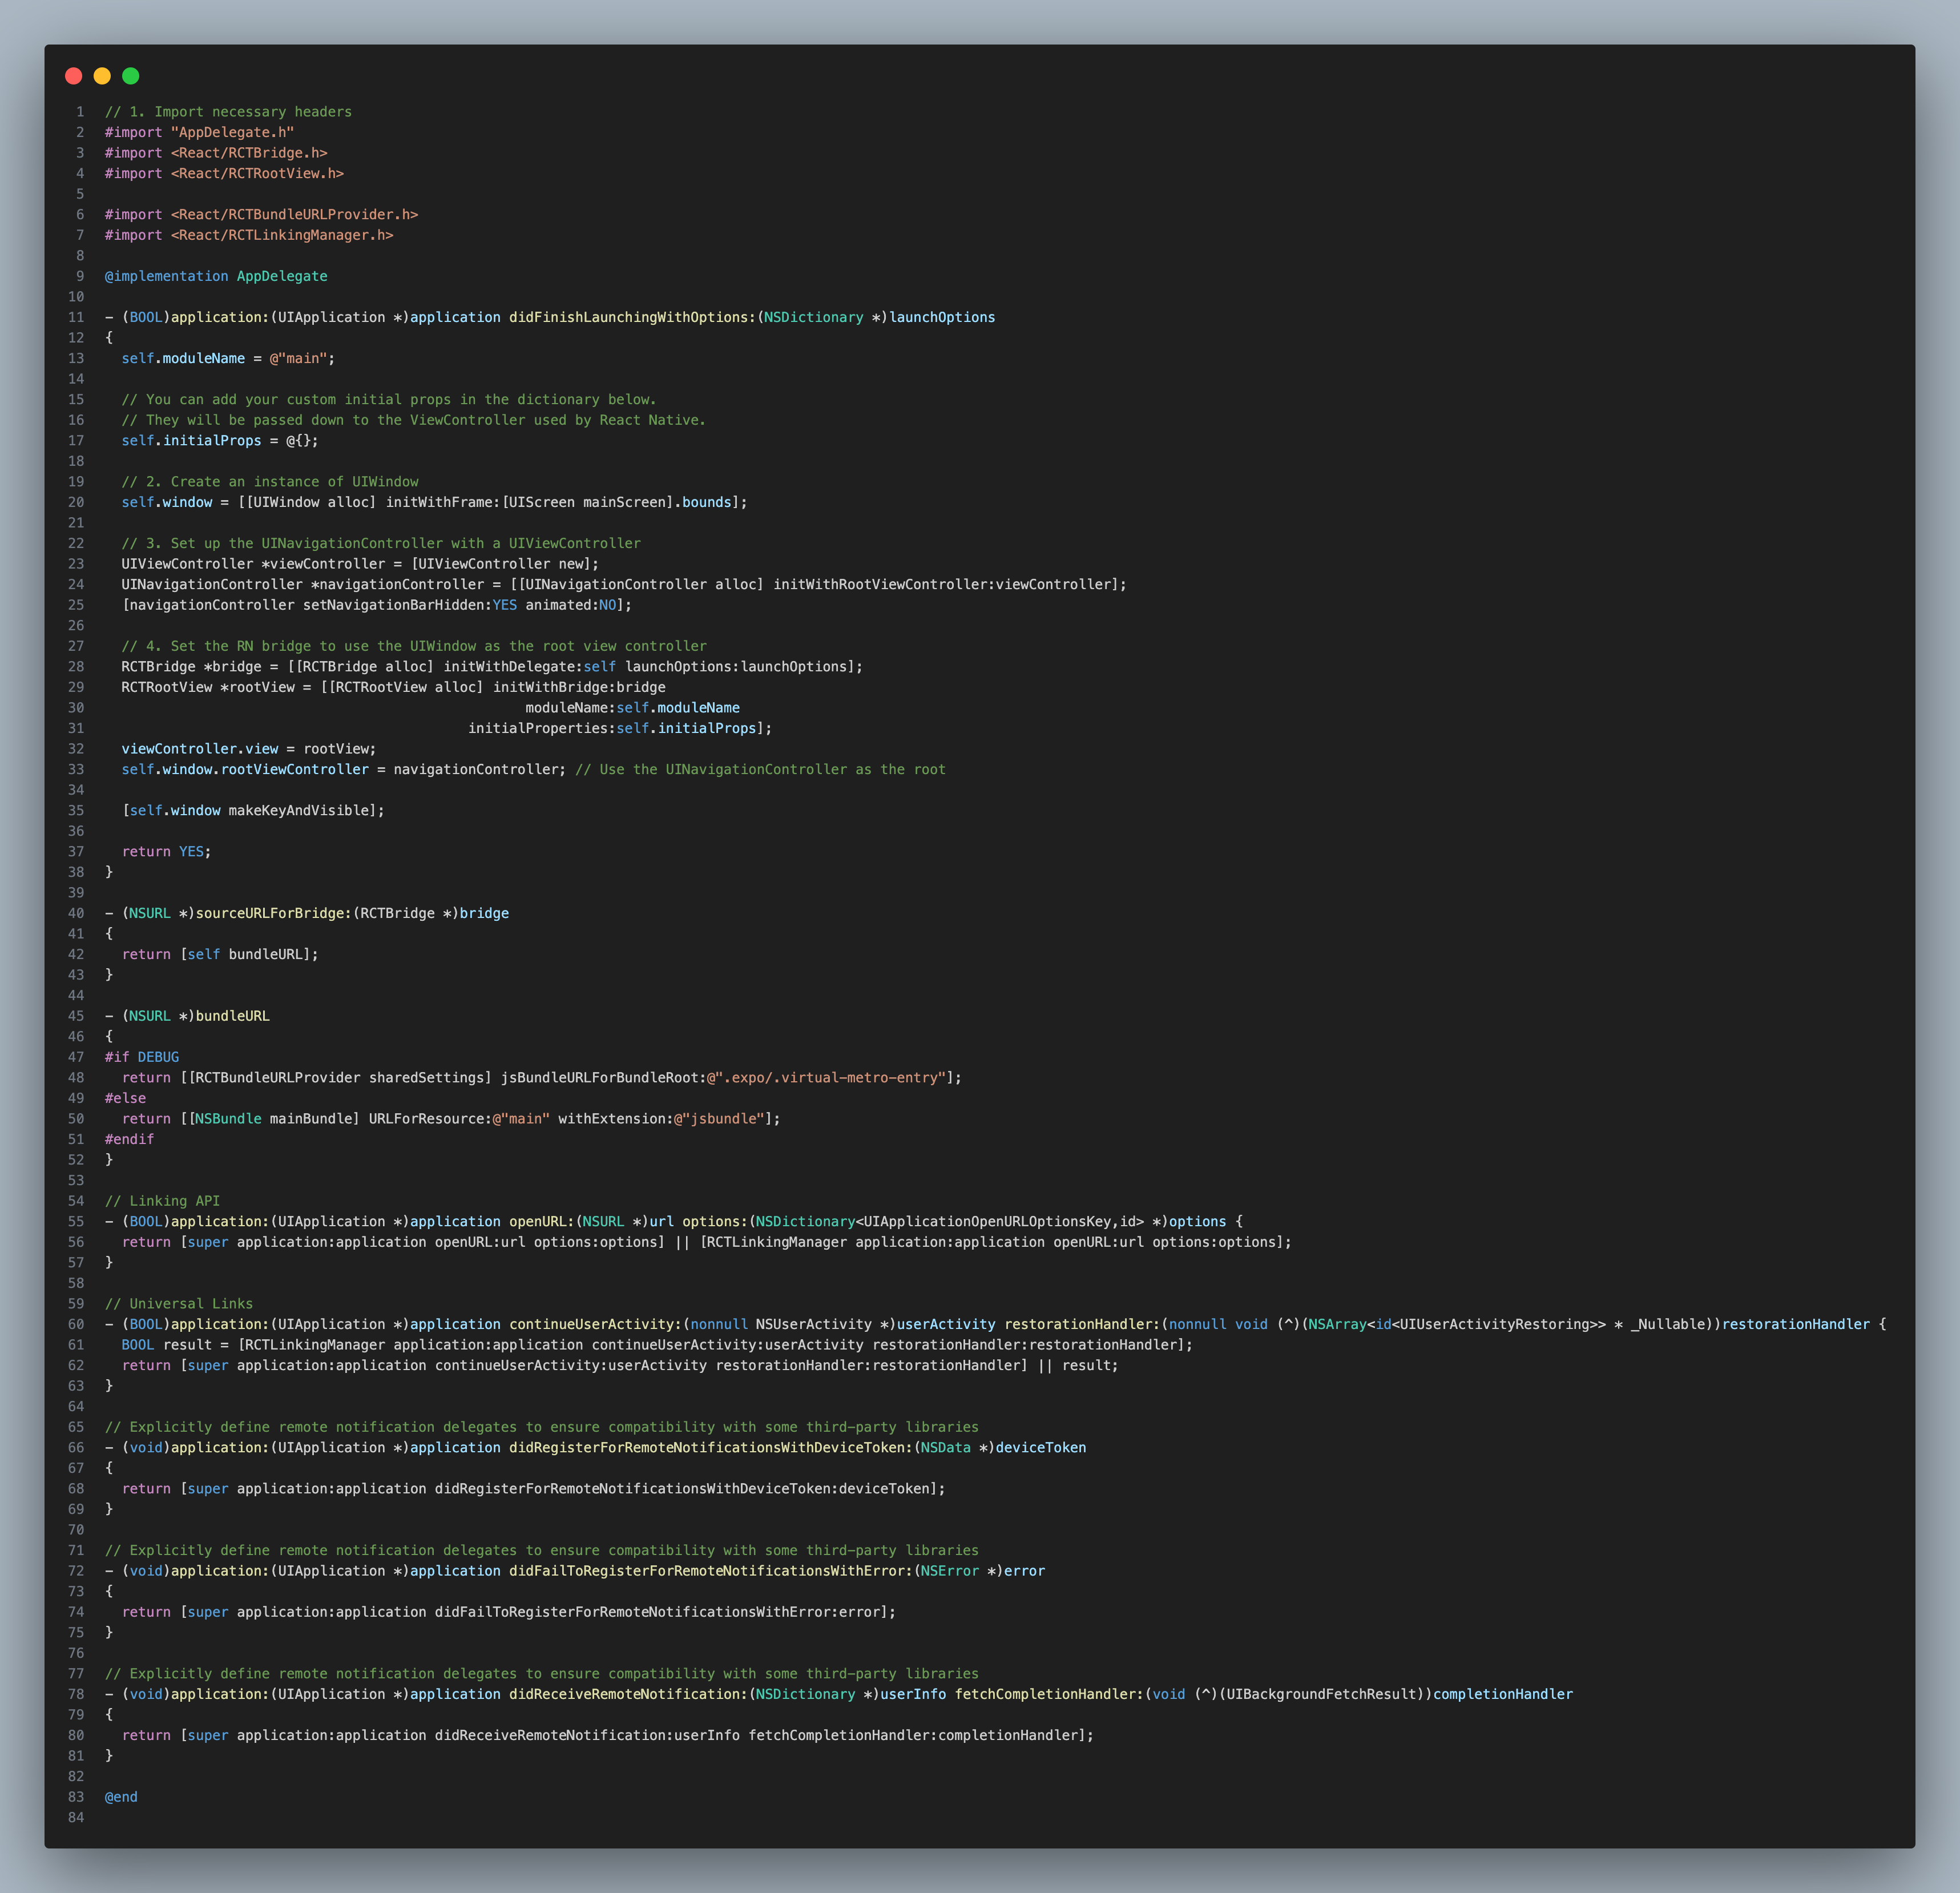 1 // 1. Import necessary headers
2 #import "AppDelegate.h"
3 #import <React/RCTBridge.h>
4 #import <React/RCTRootView.h>
5
6 #import <React/RCTBundleURLProvider.h>
7 #import <React/RCTLinkingManager.h>
8
9 @implementation AppDelegate
10
11 - (BOOL)application:(UIApplication *)application didFinishLaunchingWithOptions:(NSDictionary *)launchOptions
12 {
13   self.moduleName = @"main";
14
15   // You can add your custom initial props in the dictionary below.
16   // They will be passed down to the ViewController used by React Native.
17   self.initialProps = @{};
18
19   // 2. Create an instance of UIWindow
20   self.window = [[UIWindow alloc] initWithFrame:[UIScreen mainScreen].bounds];
21
22   // 3. Set up the UINavigationController with a UIViewController
23   UIViewController *viewController = [UIViewController new];
24   UINavigationController *navigationController = [[UINavigationController alloc] initWithRootViewController:viewController];
25   [navigationController setNavigationBarHidden:YES animated:NO];
26
27   // 4. Set the RN bridge to use the UIWindow as the root view controller
28   RCTBridge *bridge = [[RCTBridge alloc] initWithDelegate:self launchOptions:launchOptions];
29   RCTRootView *rootView = [[RCTRootView alloc] initWithBridge:bridge
30                                                    moduleName:self.moduleName
31                                             initialProperties:self.initialProps];
32   viewController.view = rootView;
33   self.window.rootViewController = navigationController; // Use the UINavigationController as the root
34
35   [self.window makeKeyAndVisible];
36
37   return YES;
38 }
39
40 - (NSURL *)sourceURLForBridge:(RCTBridge *)bridge
41 {
42   return [self bundleURL];
43 }
44
45 - (NSURL *)bundleURL
46 {
47 #if DEBUG
48   return [[RCTBundleURLProvider sharedSettings] jsBundleURLForBundleRoot:@".expo/.virtual-metro-entry"];
49 #else
50   return [[NSBundle mainBundle] URLForResource:@"main" withExtension:@"jsbundle"];
51 #endif
52 }
53
54 // Linking API
55 - (BOOL)application:(UIApplication *)application openURL:(NSURL *)url options:(NSDictionary<UIApplicationOpenURLOptionsKey,id> *)options {
56   return [super application:application openURL:url options:options] || [RCTLinkingManager application:application openURL:url options:options];
57 }
58
59 // Universal Links
60 - (BOOL)application:(UIApplication *)application continueUserActivity:(nonnull NSUserActivity *)userActivity restorationHandler:(nonnull void (^)(NSArray<id<UIUserActivityRestoring>> * _Nullable))restorationHandler {
61   BOOL result = [RCTLinkingManager application:application continueUserActivity:userActivity restorationHandler:restorationHandler];
62   return [super application:application continueUserActivity:userActivity restorationHandler:restorationHandler] || result;
63 }
64
65 // Explicitly define remote notification delegates to ensure compatibility with some third-party libraries
66 - (void)application:(UIApplication *)application didRegisterForRemoteNotificationsWithDeviceToken:(NSData *)deviceToken
67 {
68   return [super application:application didRegisterForRemoteNotificationsWithDeviceToken:deviceToken];
69 }
70
71 // Explicitly define remote notification delegates to ensure compatibility with some third-party libraries
72 - (void)application:(UIApplication *)application didFailToRegisterForRemoteNotificationsWithError:(NSError *)error
73 {
74   return [super application:application didFailToRegisterForRemoteNotificationsWithError:error];
75 }
76
77 // Explicitly define remote notification delegates to ensure compatibility with some third-party libraries
78 - (void)application:(UIApplication *)application didReceiveRemoteNotification:(NSDictionary *)userInfo fetchCompletionHandler:(void (^)(UIBackgroundFetchResult))completionHandler
79 {
80   return [super application:application didReceiveRemoteNotification:userInfo fetchCompletionHandler:completionHandler];
81 }
82
83 @end
84